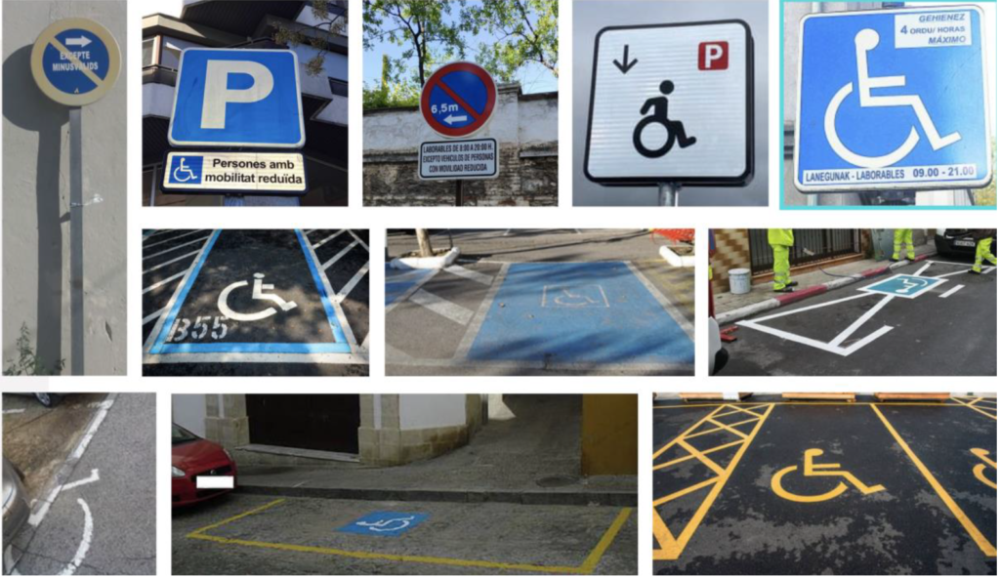 EXCEPTE
MINUSVÀLIDS
P
Persones amb
mobilitat reduïda
6,5m
LABORABLES DE 8:00 A 20:00 H.
EXCEPTO VEHICULOS DE PERSONAS
CON MOVILIDAD REDUCIDA
P
GEHIENEZ
4 ORDU/ HORAS
MÁXIMO
LANEGUNAK - LABORABLES 09.00 - 21.00
B55